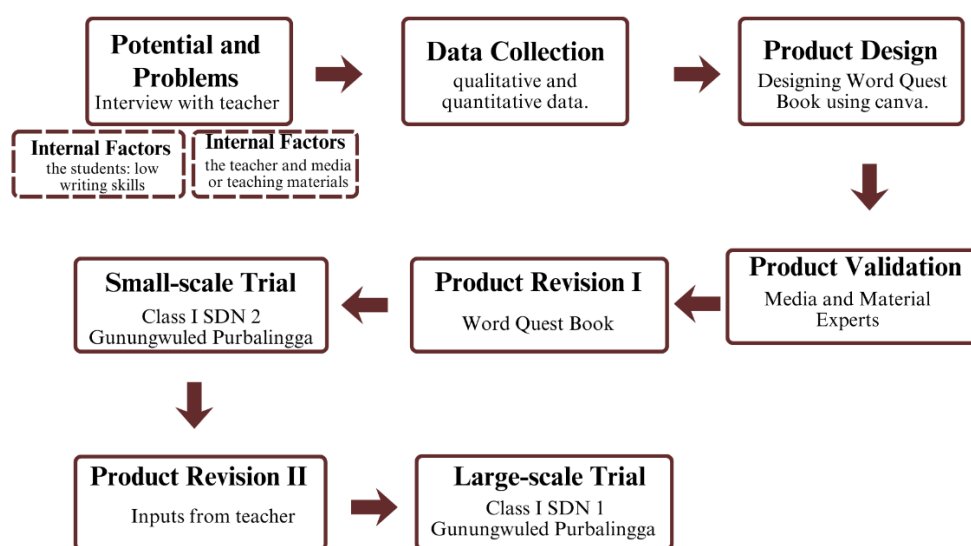 Potential and
Problems
Interview with teacher
Internal Factors
the students: low
writing skills
Internal Factors
the teacher and media
or teaching materials
Data Collection
qualitative and
quantitative data.
Product Design
Designing Word Quest
Book using canva.
Product Validation
Media and Material
Experts
Product Revision I
Word Quest Book
Small-scale Trial
Class I SDN 2
Gunungwuled Purbalingga
Product Revision II
Inputs from teacher
Large-scale Trial
Class I SDN 1
Gunungwuled Purbalingga